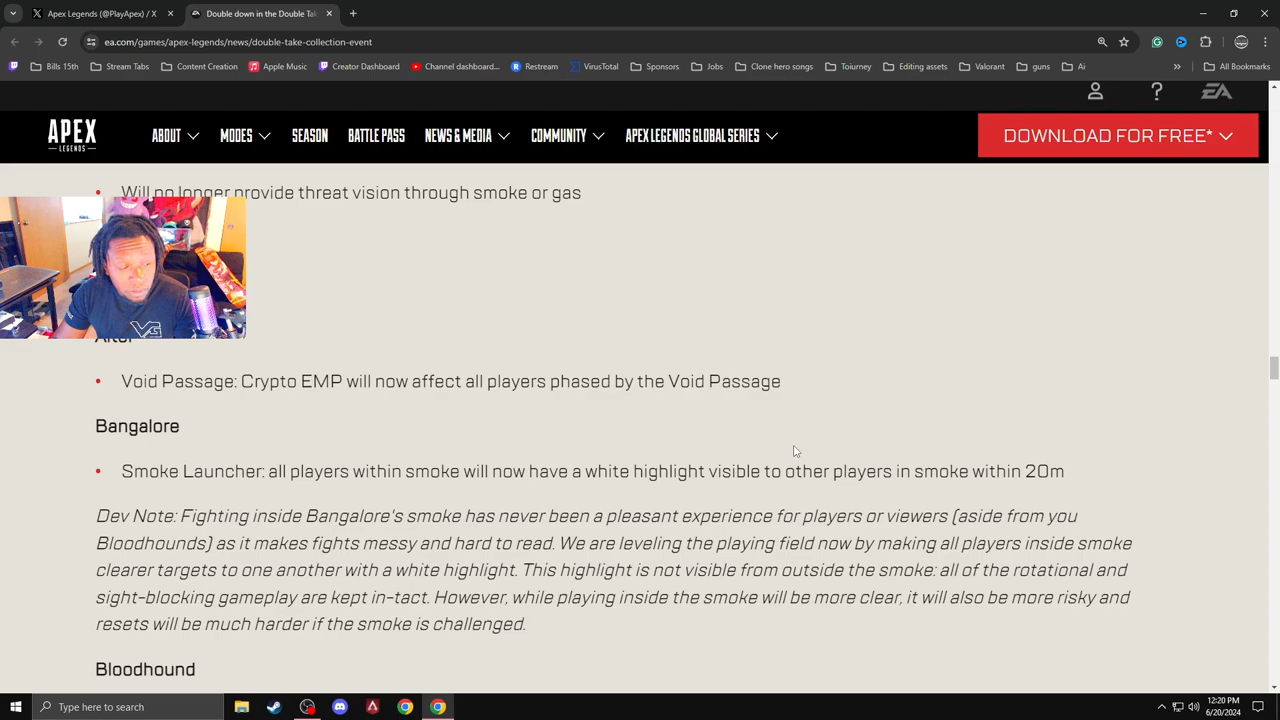 Apex Legends (@PlayApex) / X
Double down in the Double Tak
ea.com/games/apex-legends/news/double-take-collection-event
Bills 15th
Stream Tabs
Content Creation
Apple Music
Creator Dashboard
Channel dashboard...
Restream
VirusTotal
Sponsors
Jobs
Clone hero songs
Toiurney
Editing assets
Valorant
guns
Ai
»
All Bookmarks
? EA
APEX
LEGENDS
ABOUT
MODES
SEASON
BATTLE PASS
NEWS & MEDIA
COMMUNITY
APEX LEGENDS GLOBAL SERIES
DOWNLOAD FOR FREE*
• Will no longer provide threat vision through smoke or gas
VG
• Void Passage: Crypto EMP will now affect all players phased by the Void Passage
Bangalore
• Smoke Launcher: all players within smoke will now have a white highlight visible to other players in smoke within 20m
Dev Note: Fighting inside Bangalore's smoke has never been a pleasant experience for players or viewers (aside from you
Bloodhounds) as it makes fights messy and hard to read. We are leveling the playing field now by making all players inside smoke
clearer targets to one another with a white highlight. This highlight is not visible from outside the smoke: all of the rotational and
sight-blocking gameplay are kept in-tact. However, while playing inside the smoke will be more clear, it will also be more risky and
resets will be much harder if the smoke is challenged.
Bloodhound
Type here to search
12:20 PM
6/20/2024